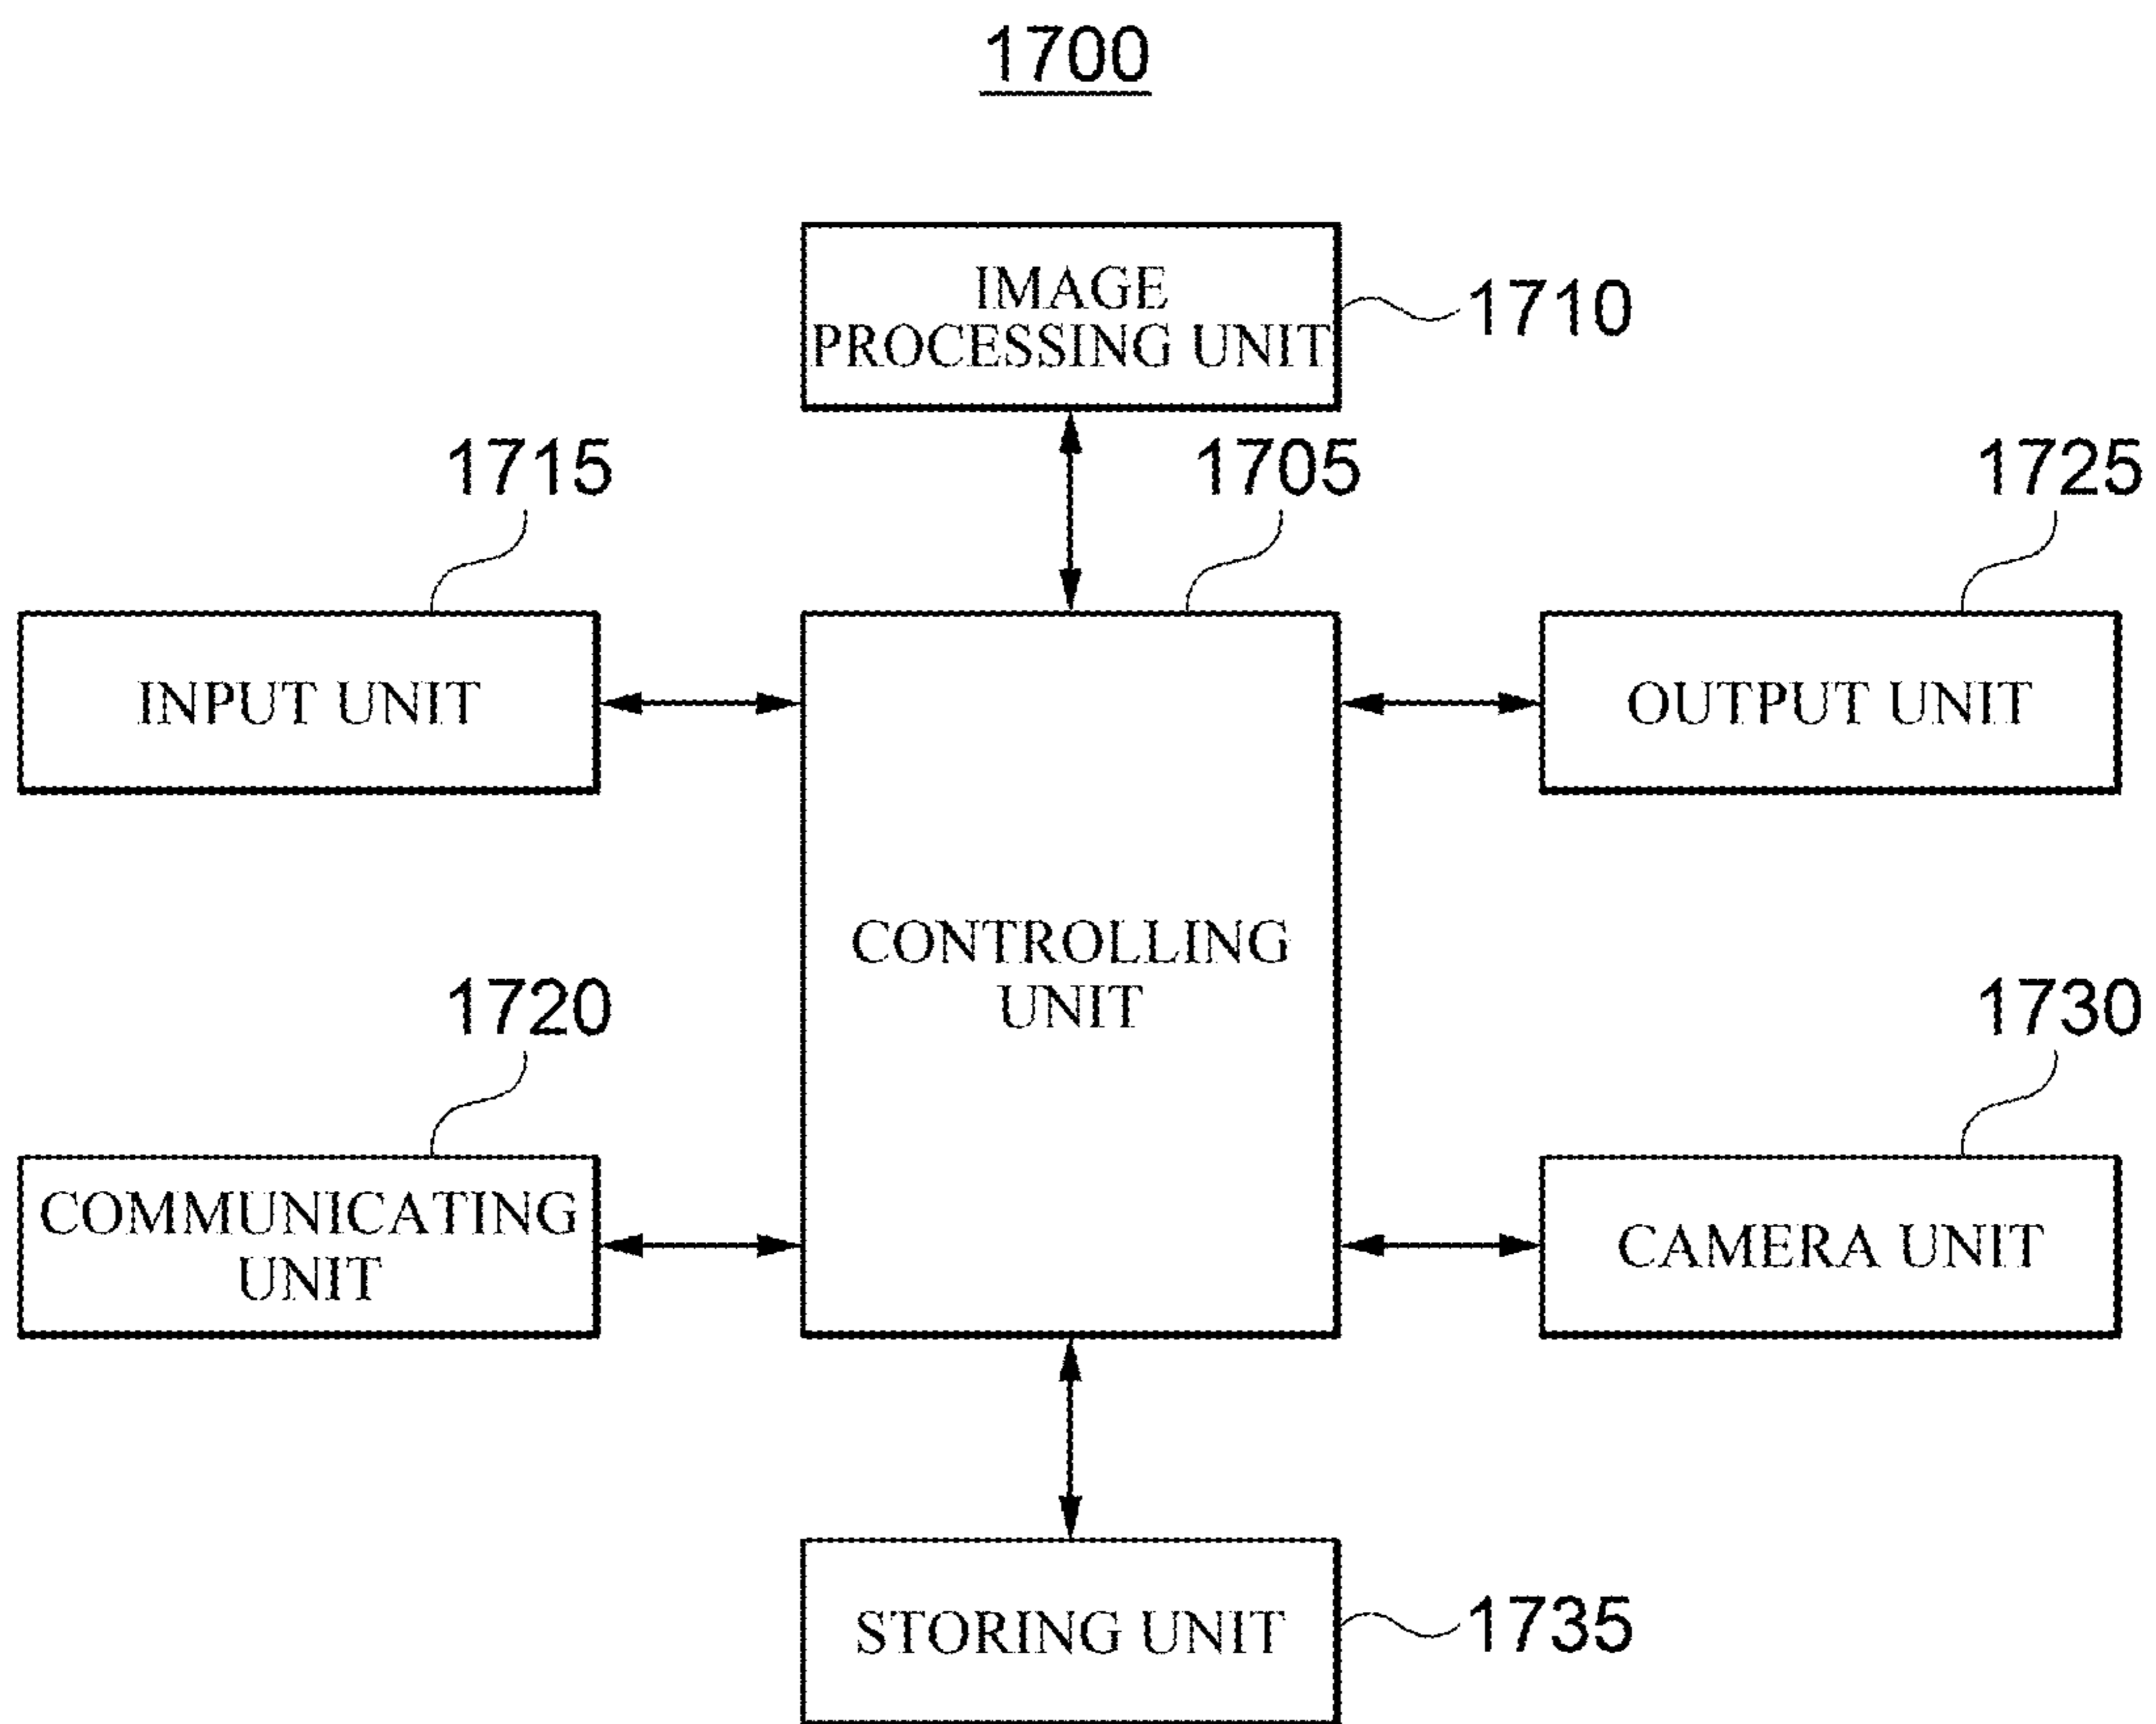 1700
IMAGE
PROCESSING UNIT
1710
1715
1705
1725
INPUT UNIT
OUTPUT UNIT
CONTROLLING
UNIT
1720
1730
COMMUNICATING
UNIT
CAMERA UNIT
STORING UNIT
1735